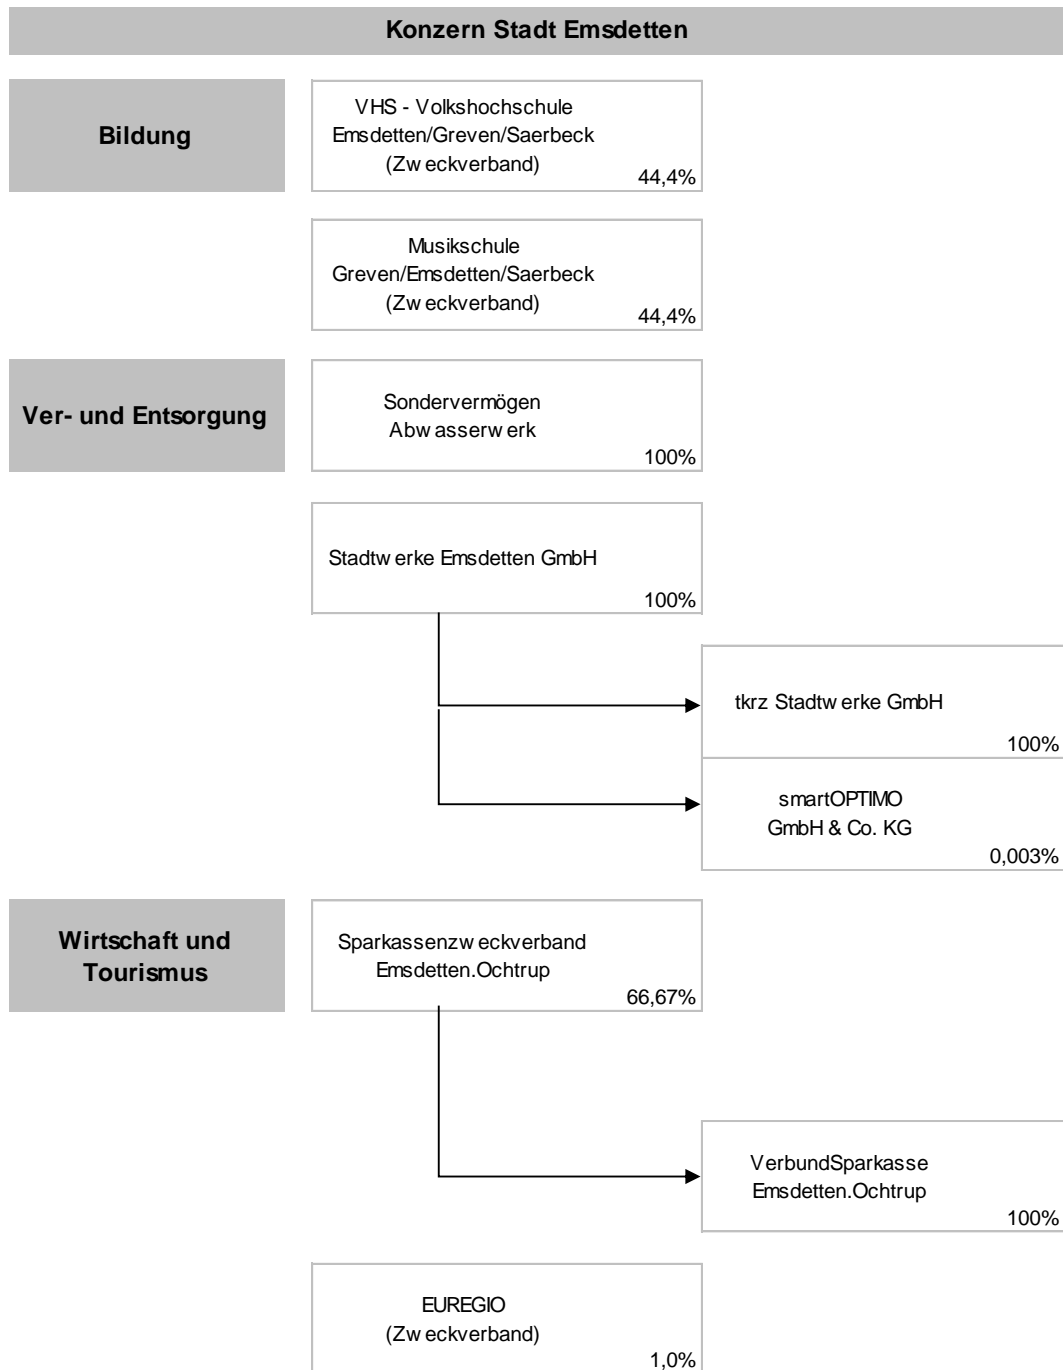 Konzern Stadt Emsdetten
Bildung
VHS - Volkshochschule
Emsdetten/Greven/Saerbeck
(Zweckverband)
44,4%
Musikschule
Greven/Emsdetten/Saerbeck
(Zweckverband)
44,4%
Ver- und Entsorgung
Sondervermögen
Abwasserwerk
100%
Stadtwerke Emsdetten GmbH
100%
tkrz Stadtwerke GmbH
100%
smartOPTIMO
GmbH & Co. KG
0,003%
Wirtschaft und
Tourismus
Sparkassenzweckverband
Emsdetten.Ochtrup
66,67%
VerbundSparkasse
Emsdetten.Ochtrup
100%
EUREGIO
(Zweckverband)
1,0%